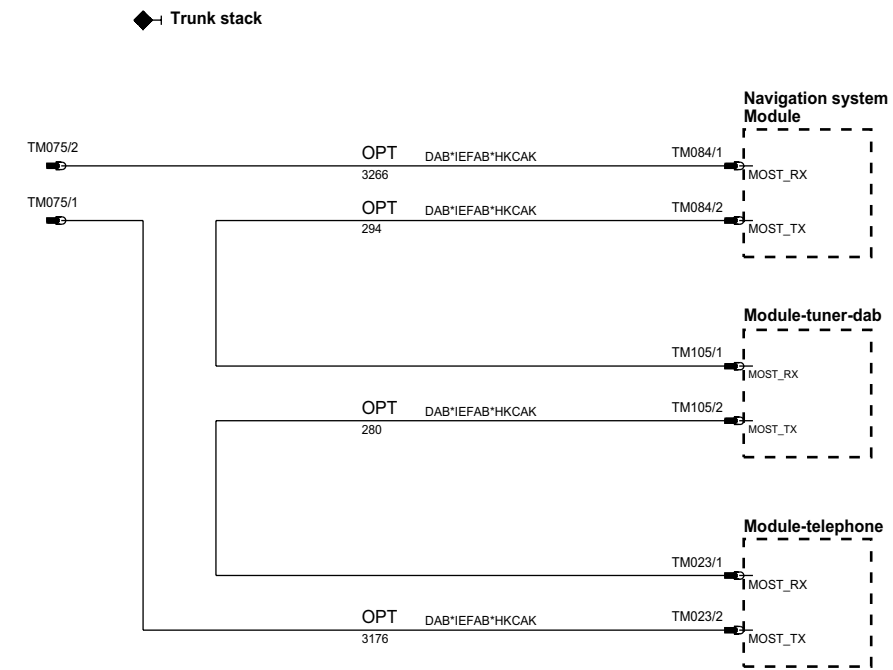 Trunk stack
Navigation system
Module
TM075/2
OPT
DAB*IEFAB*HKCAK
TM084/1
3266
MOST_RX
TM075/1
OPT
DAB*IEFAB*HKCAK
TM084/2
294
MOST_TX
Module-tuner-dab
TM105/1
MOST_RX
OPT
DAB*IEFAB*HKCAK
TM105/2
280
MOST_TX
Module-telephone
TM023/1
MOST_RX
OPT
DAB*IEFAB*HKCAK
TM023/2
3176
MOST_TX